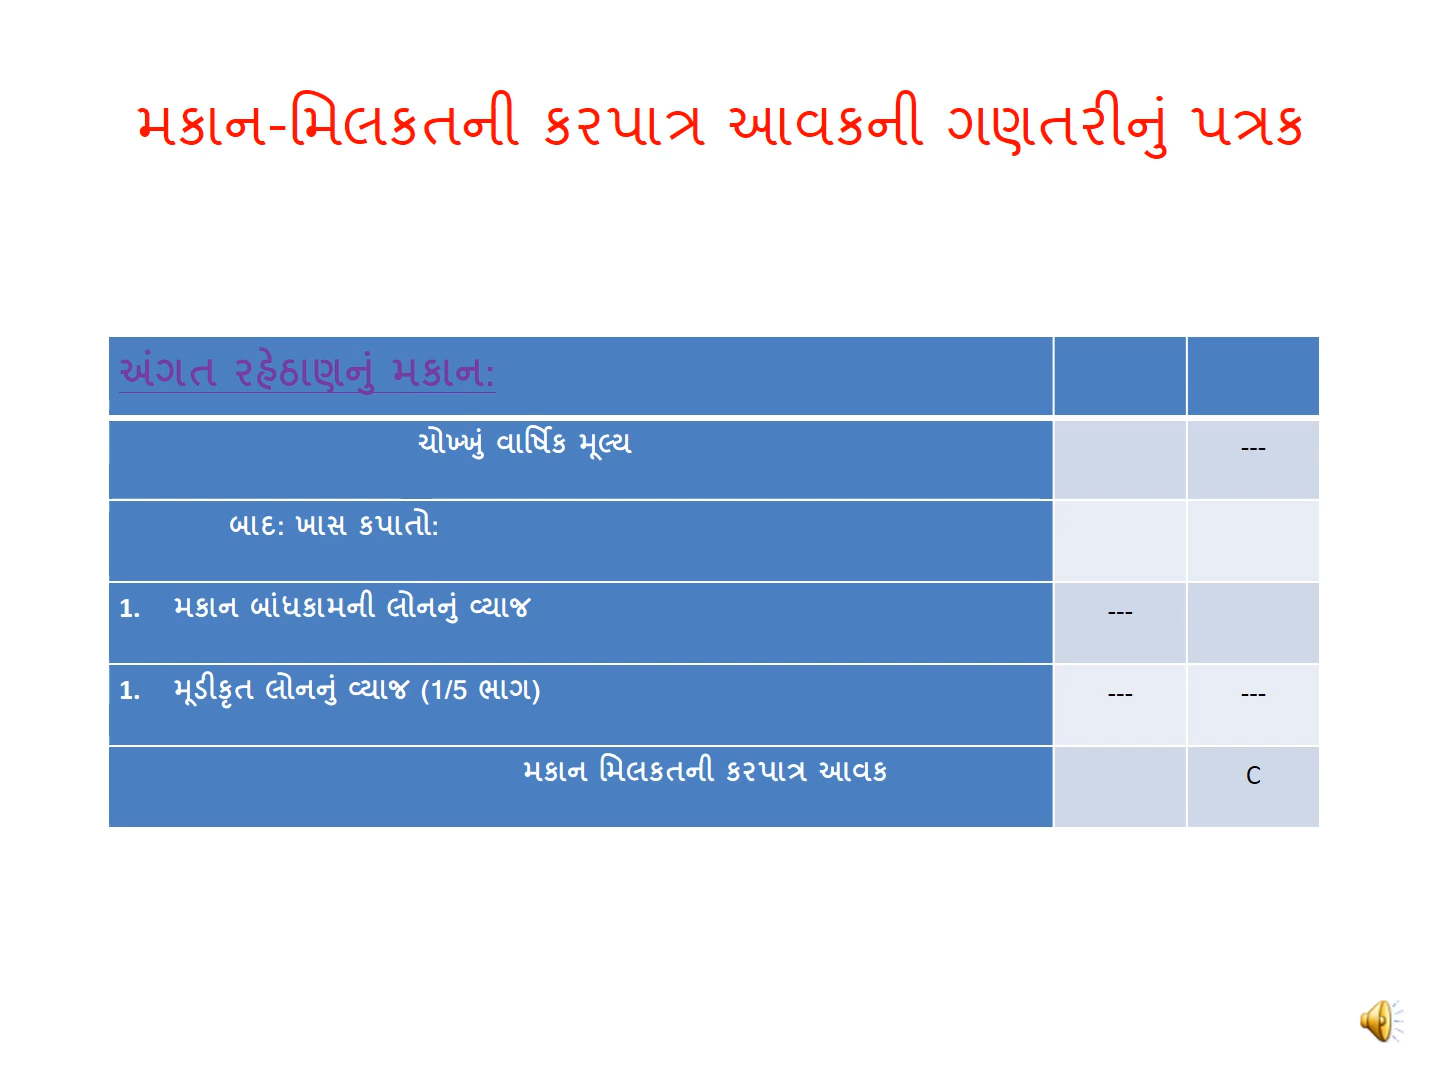 મકાન-મિલકતની કરપાત્ર આવકની ગણતરીનું પત્રક
અંગત રહેઠાણનું મકાન:
ચોખ્ખું વાર્ષિક મૂલ્ય ---
બાદ: ખાસ કપાતો:
1. મકાન બાંધકામની લોનનું વ્યાજ ---
1. મૂડીકૃત લોનનું વ્યાજ (1/5 ભાગ) --- ---
મકાન મિલકતની કરપાત્ર આવક C